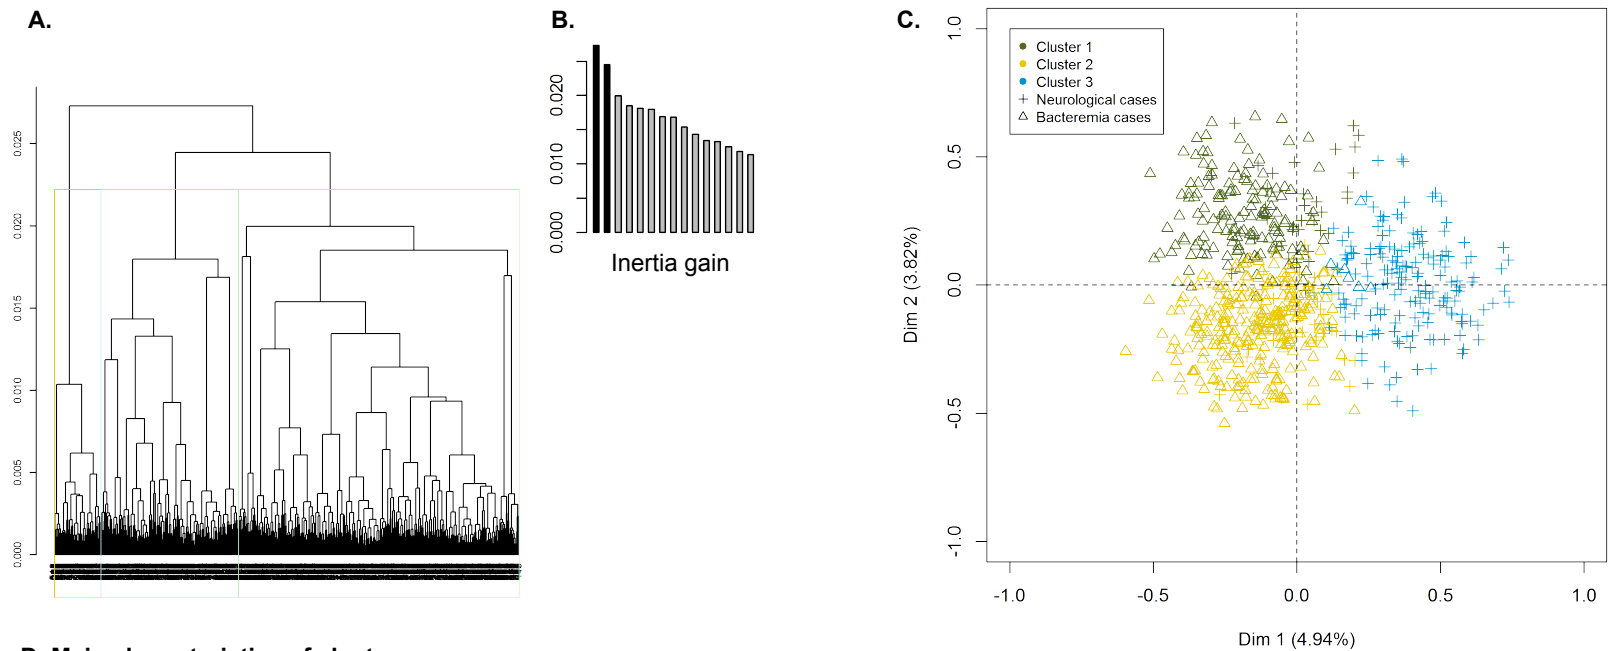 A.
B.
C.
0.025
0.020
0.015
0.010
0.005
0.000
0.020
0.010
0.000
Inertia gain
Cluster 1
Cluster 2
Cluster 3
Neurological cases
Bacteremia cases
1.0
0.5
0.0
-0.5
-1.0
Dim 2 (3.82%)
-1.0 -0.5 0.0 0.5 1.0
Dim 1 (4.94%)